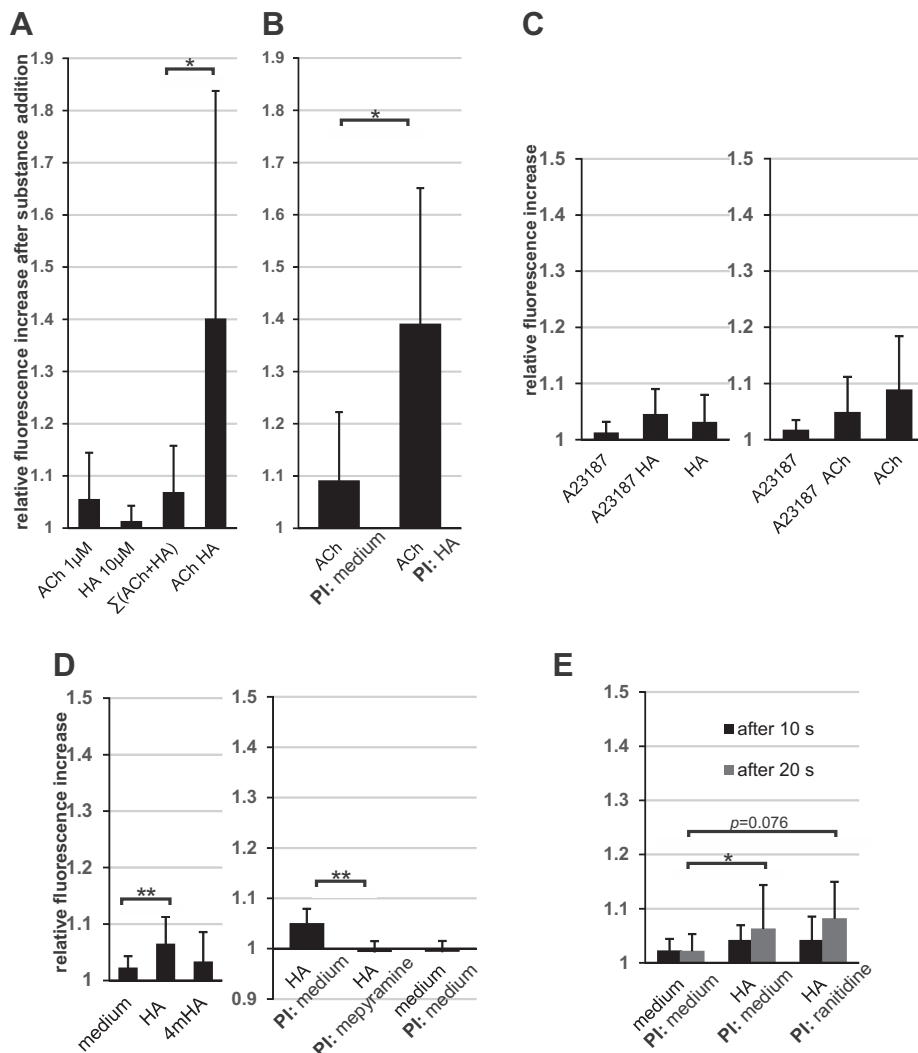 A
B
C
relative fluorescence increase after substance addition
1.9
1.8
1.7
1.6
1.5
1.4
1.3
1.2
1.1
1
*
ACh 1µM
HA 10µM
∑(ACh+HA)
ACh HA
1.9
1.8
1.7
1.6
1.5
1.4
1.3
1.2
1.1
1
*
ACh
PI: medium
ACh
PI: HA
relative fluorescence increase
1.5
1.4
1.3
1.2
1.1
1
A23187
A23187 HA
HA
1.5
1.4
1.3
1.2
1.1
1
A23187
A23187 ACh
ACh
D
E
relative fluorescence increase
1.5
1.4
1.3
1.2
1.1
1
**
medium
HA
4mHA
1.5
1.4
1.3
1.2
1.1
1
0.9
**
HA
PI: medium
HA
PI: mepyramine
medium
PI: medium
1.5
1.4
1.3
1.2
1.1
1
after 10 s
after 20 s
p=0.076
*
medium
PI: medium
HA
PI: medium
HA
PI: ranitidine